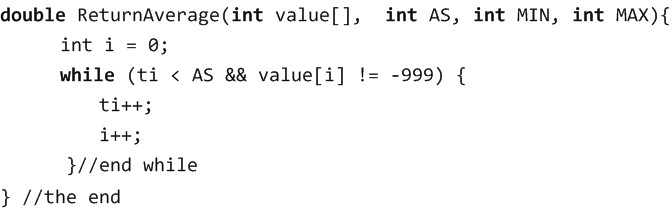 double ReturnAverage(int value[],  int AS, int MIN, int MAX){
int i = 0;
while (ti < AS && value[i] != -999) {
ti++;
i++;
}//end while
} //the end